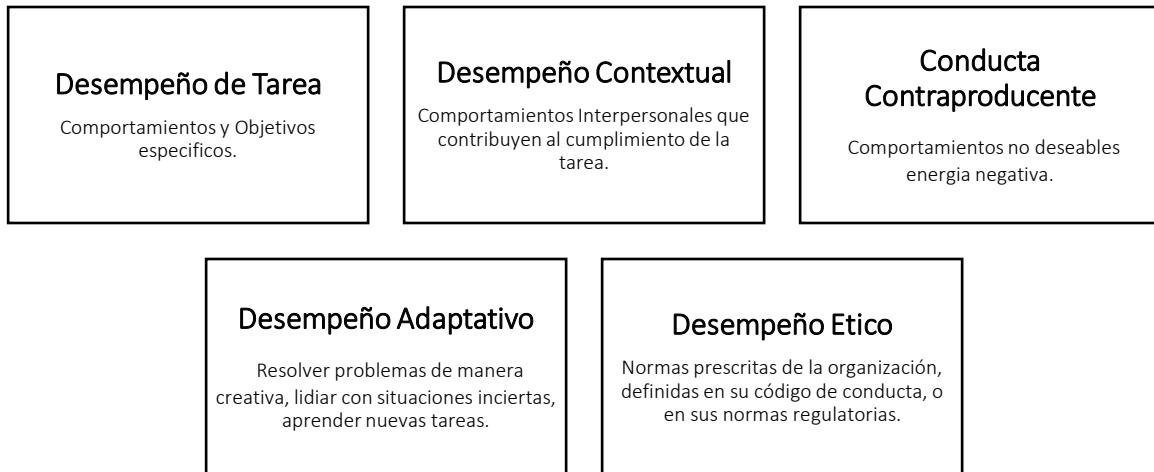 Desempeño de Tarea
Comportamientos y Objetivos
especificos.
Desempeño Contextual
Comportamientos Interpersonales que
contribuyen al cumplimiento de la
tarea.
Conducta
Contraproducente
Comportamientos no deseables
energia negativa.
Desempeño Adaptativo
Resolver problemas de manera
creativa, lidiar con situaciones inciertas,
aprender nuevas tareas.
Desempeño Etico
Normas prescritas de la organización,
definidas en su código de conducta, o
en sus normas regulatorias.